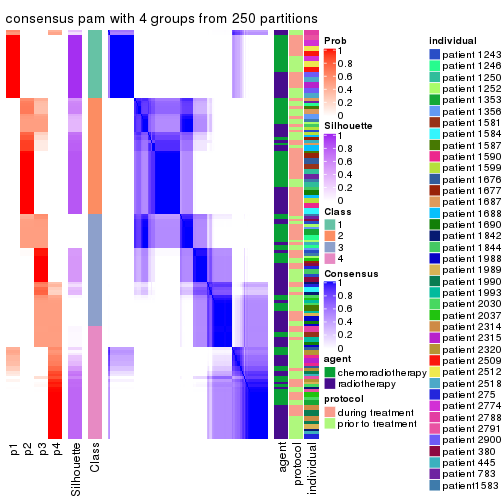 consensus pam with 4 groups from 250 partitions
Prob
1
0.8
0.6
0.4
0.2
0
Silhouette
1
0.8
0.6
0.4
0.2
0
Class
1
2
3
4
Consensus
1
0.8
0.6
0.4
0.2
0
agent
chemoradiotherapy
radiotherapy
protocol
during treatment
prior to treatment
individual
patient 1243
patient 1246
patient 1250
patient 1252
patient 1353
patient 1356
patient 1581
patient 1584
patient 1587
patient 1590
patient 1599
patient 1676
patient 1677
patient 1687
patient 1688
patient 1690
patient 1842
patient 1844
patient 1988
patient 1989
patient 1990
patient 1993
patient 2030
patient 2037
patient 2314
patient 2315
patient 2320
patient 2509
patient 2512
patient 2518
patient 275
patient 2774
patient 2788
patient 2791
patient 2900
patient 380
patient 445
patient 783
patient1583
p1
p2
p3
p4
Silhouette
Class
agent
protocol
individual